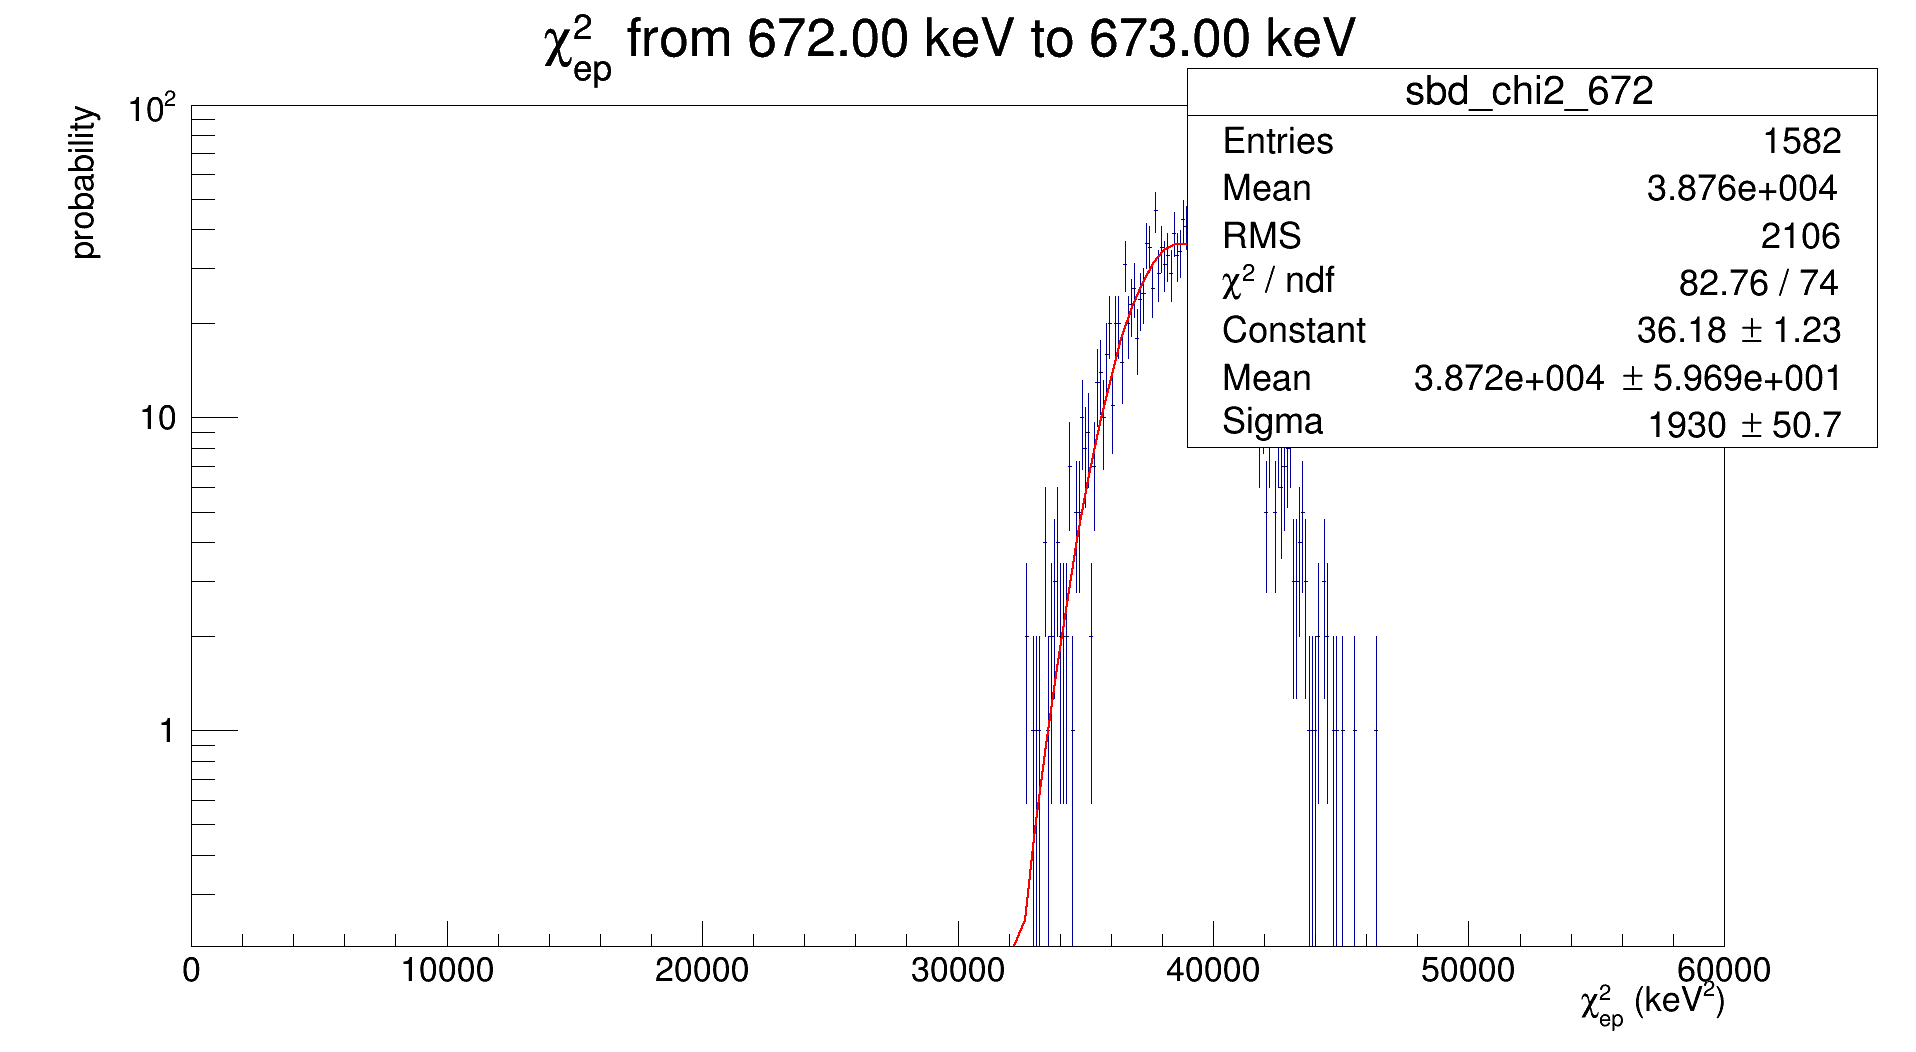 χ²ep from 672.00 keV to 673.00 keV
probability
10²
10
1
sbd_chi2_672
Entries 1582
Mean 3.876e+004
RMS 2106
χ² / ndf 82.76 / 74
Constant 36.18 ± 1.23
Mean 3.872e+004 ± 5.969e+001
Sigma 1930 ± 50.7
0 10000 20000 30000 40000 50000 60000
χ²ep (keV²)